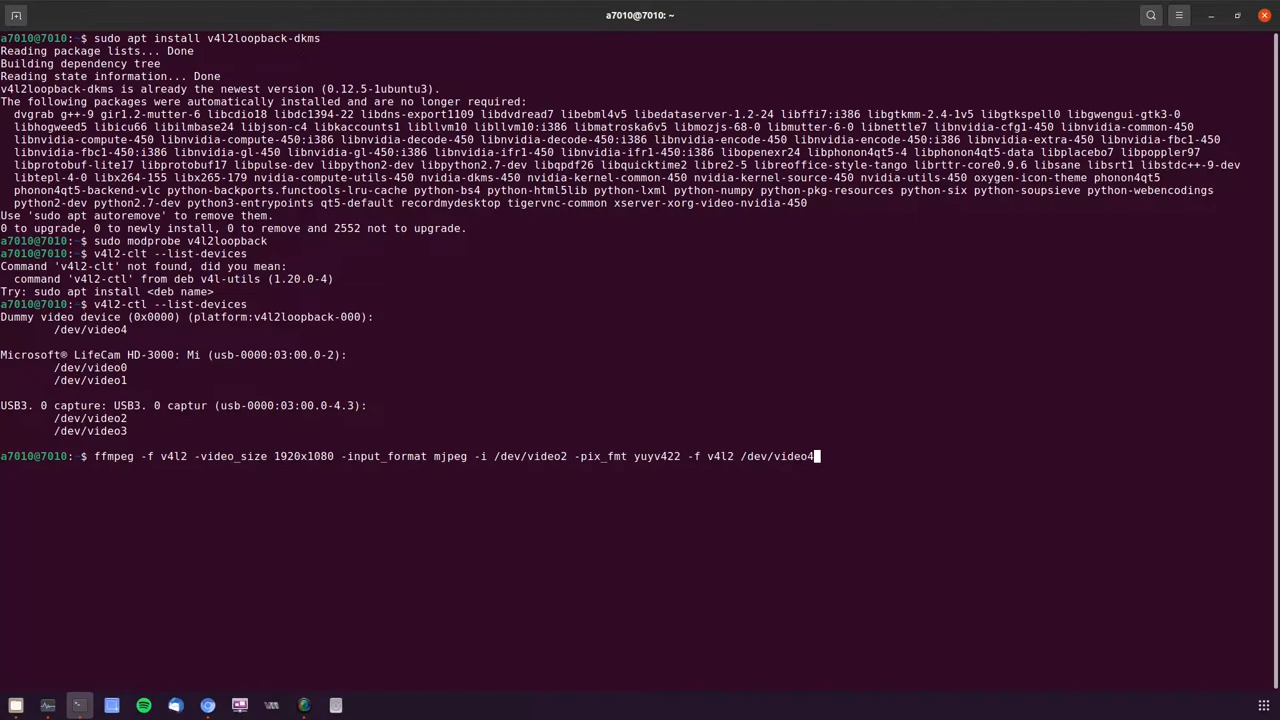 a7010@7010: ~
a7010@7010:~$ sudo apt install v4l2loopback-dkms
Reading package lists... Done
Building dependency tree
Reading state information... Done
v4l2loopback-dkms is already the newest version (0.12.5-1ubuntu3).
The following packages were automatically installed and are no longer required:
  dvgrab g++-9 gir1.2-mutter-6 libcdio18 libdc1394-22 libdns-export1109 libdvdread7 libebml4v5 libedataserver-1.2-24 libffi7:i386 libgtkmm-2.4-1v5 libgtkspell0 libgwengui-gtk3-0
  libhogweed5 libicu66 libilmbase24 libjson-c4 libkaccounts1 libllvm10 libllvm10:i386 libmatroska6v5 libmozjs-68-0 libmutter-6-0 libnettle7 libnvidia-cfg1-450 libnvidia-common-450
  libnvidia-compute-450 libnvidia-compute-450:i386 libnvidia-decode-450 libnvidia-decode-450:i386 libnvidia-encode-450 libnvidia-encode-450:i386 libnvidia-extra-450 libnvidia-fbc1-450
  libnvidia-fbc1-450:i386 libnvidia-gl-450 libnvidia-gl-450:i386 libnvidia-ifr1-450 libnvidia-ifr1-450:i386 libopenexr24 libphonon4qt5-4 libphonon4qt5-data libplacebo7 libpoppler97
  libprotobuf-lite17 libprotobuf17 libpulse-dev libpython2-dev libpython2.7-dev libqpdf26 libquicktime2 libre2-5 libreoffice-style-tango librttr-core0.9.6 libsane libsrt1 libstdc++-9-dev
  libtepl-4-0 libx264-155 libx265-179 nvidia-compute-utils-450 nvidia-dkms-450 nvidia-kernel-common-450 nvidia-kernel-source-450 nvidia-utils-450 oxygen-icon-theme phonon4qt5
  phonon4qt5-backend-vlc python-backports.functools-lru-cache python-bs4 python-html5lib python-lxml python-numpy python-pkg-resources python-six python-soupsieve python-webencodings
  python2-dev python2.7-dev python3-entrypoints qt5-default recordmydesktop tigervnc-common xserver-xorg-video-nvidia-450
Use 'sudo apt autoremove' to remove them.
0 to upgrade, 0 to newly install, 0 to remove and 2552 not to upgrade.
a7010@7010:~$ sudo modprobe v4l2loopback
a7010@7010:~$ v4l2-clt --list-devices
Command 'v4l2-clt' not found, did you mean:
  command 'v4l2-ctl' from deb v4l-utils (1.20.0-4)
Try: sudo apt install <deb name>
a7010@7010:~$ v4l2-ctl --list-devices
Dummy video device (0x0000) (platform:v4l2loopback-000):
        /dev/video4
Microsoft® LifeCam HD-3000: Mi (usb-0000:03:00.0-2):
        /dev/video0
        /dev/video1
USB3. 0 capture: USB3. 0 captur (usb-0000:03:00.0-4.3):
        /dev/video2
        /dev/video3
a7010@7010:~$ ffmpeg -f v4l2 -video_size 1920x1080 -input_format mjpeg -i /dev/video2 -pix_fmt yuyv422 -f v4l2 /dev/video4